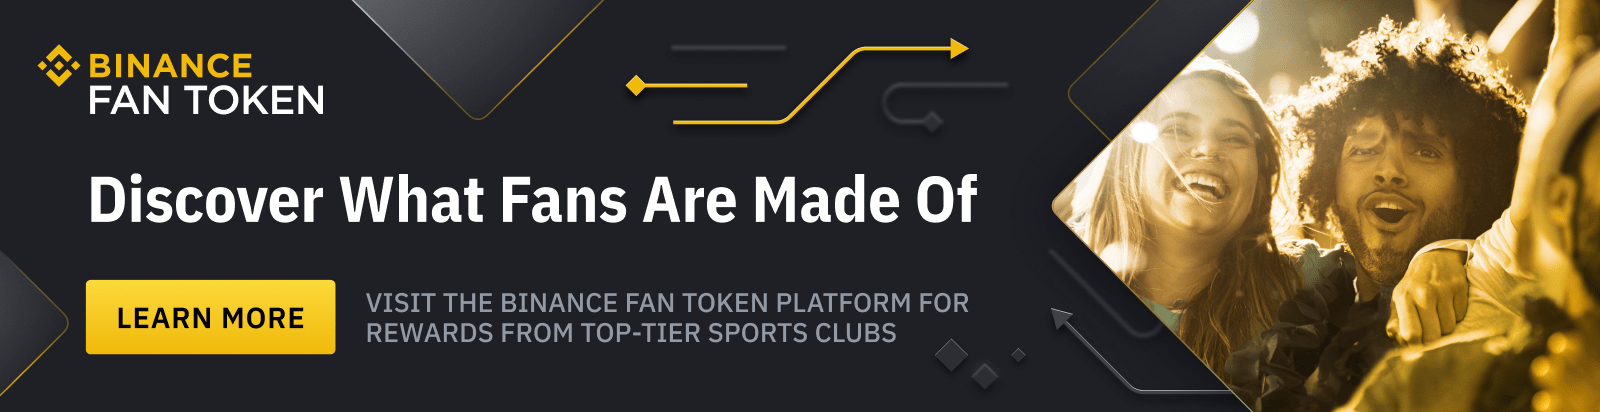 BINANCE
FAN TOKEN
Discover What Fans Are Made Of
LEARN MORE
VISIT THE BINANCE FAN TOKEN PLATFORM FOR
REWARDS FROM TOP-TIER SPORTS CLUBS